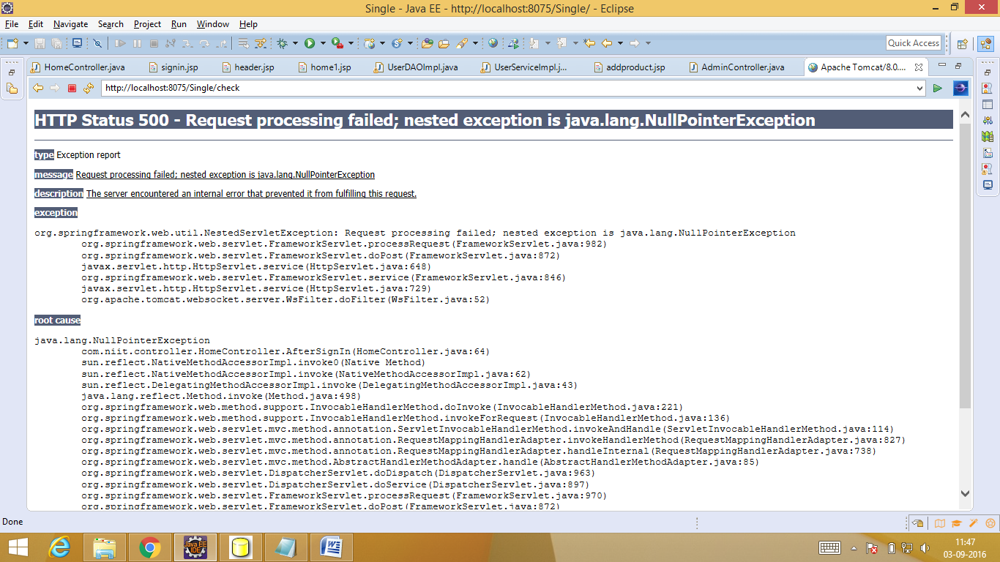 Single - Java EE - http://localhost:8075/Single/ - Eclipse
File Edit Navigate Search Project Run Window Help
Quick Access
HomeController.java signin.jsp header.jsp home1.jsp UserDAOImpl.java UserServiceImpl.j... addproduct.jsp AdminController.java Apache Tomcat/8.0....
http://localhost:8075/Single/check
HTTP Status 500 - Request processing failed; nested exception is java.lang.NullPointerException
type Exception report
message Request processing failed; nested exception is java.lang.NullPointerException
description The server encountered an internal error that prevented it from fulfilling this request.
exception
org.springframework.web.util.NestedServletException: Request processing failed; nested exception is java.lang.NullPointerException
org.springframework.web.servlet.FrameworkServlet.processRequest(FrameworkServlet.java:982)
org.springframework.web.servlet.FrameworkServlet.doPost(FrameworkServlet.java:872)
javax.servlet.http.HttpServlet.service(HttpServlet.java:648)
org.springframework.web.servlet.FrameworkServlet.service(FrameworkServlet.java:846)
javax.servlet.http.HttpServlet.service(HttpServlet.java:729)
org.apache.tomcat.websocket.server.WsFilter.doFilter(WsFilter.java:52)
root cause
java.lang.NullPointerException
com.niit.controller.HomeController.AfterSignIn(HomeController.java:64)
sun.reflect.NativeMethodAccessorImpl.invoke0(Native Method)
sun.reflect.NativeMethodAccessorImpl.invoke(NativeMethodAccessorImpl.java:62)
sun.reflect.DelegatingMethodAccessorImpl.invoke(DelegatingMethodAccessorImpl.java:43)
java.lang.reflect.Method.invoke(Method.java:498)
org.springframework.web.method.support.InvocableHandlerMethod.doInvoke(InvocableHandlerMethod.java:221)
org.springframework.web.method.support.InvocableHandlerMethod.invokeForRequest(InvocableHandlerMethod.java:136)
org.springframework.web.servlet.mvc.method.annotation.ServletInvocableHandlerMethod.invokeAndHandle(ServletInvocableHandlerMethod.java:114)
org.springframework.web.servlet.mvc.method.annotation.RequestMappingHandlerAdapter.invokeHandlerMethod(RequestMappingHandlerAdapter.java:827)
org.springframework.web.servlet.mvc.method.annotation.RequestMappingHandlerAdapter.handleInternal(RequestMappingHandlerAdapter.java:738)
org.springframework.web.servlet.mvc.method.AbstractHandlerMethodAdapter.handle(AbstractHandlerMethodAdapter.java:85)
org.springframework.web.servlet.DispatcherServlet.doDispatch(DispatcherServlet.java:963)
org.springframework.web.servlet.DispatcherServlet.doService(DispatcherServlet.java:897)
org.springframework.web.servlet.FrameworkServlet.processRequest(FrameworkServlet.java:970)
org.springframework.web.servlet.FrameworkServlet.doPost(FrameworkServlet.java:872)
Done
Java EE
IDE
11:47
03-09-2016